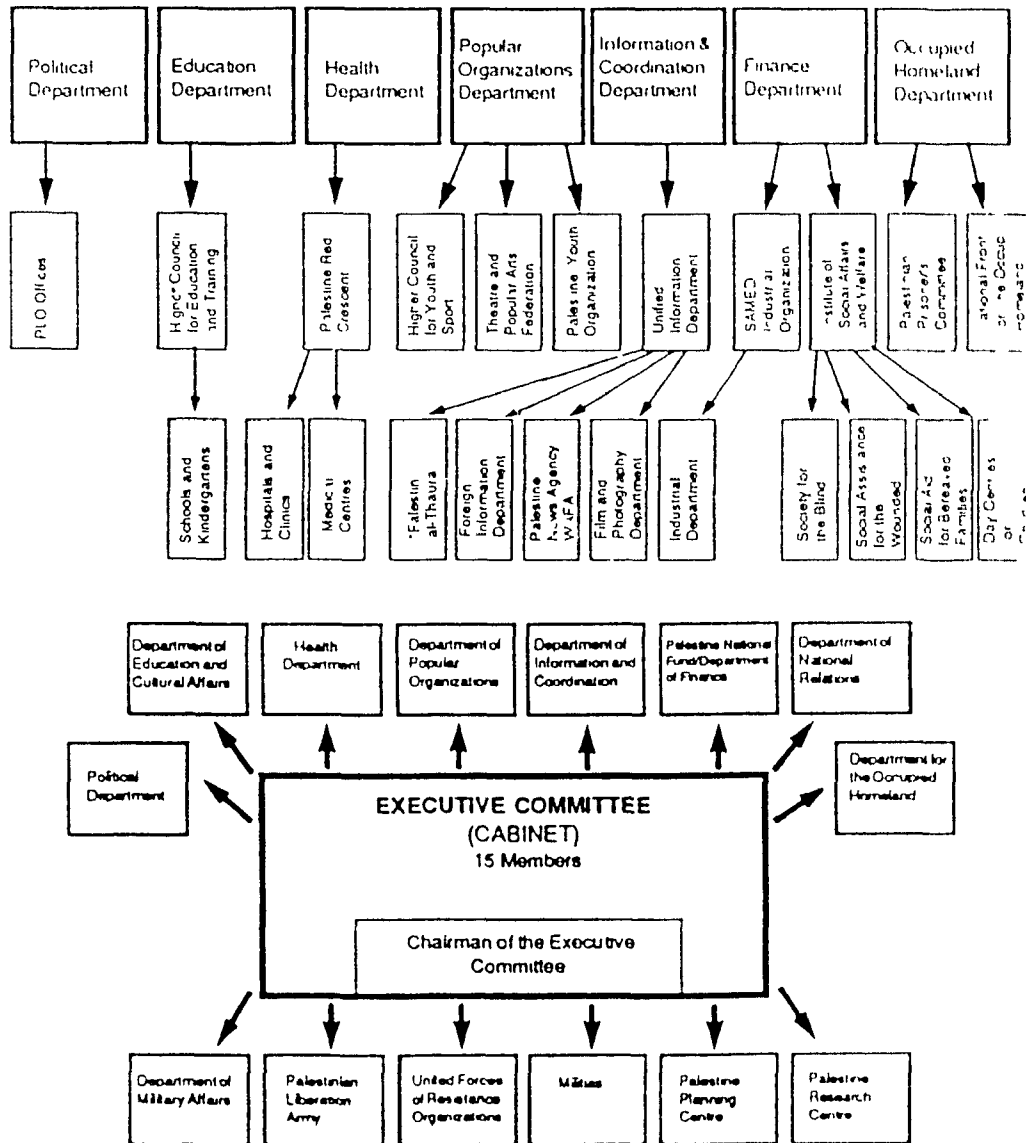 Political
Department
Education
Department
Health
Department
Popular
Organizations
Department
Information &
Coordination
Department
Finance
Department
Occupied
Homeland
Department
PLO Offices
Higher Council
for Education
and Training
Palestine Red
Crescent
Higher Council
for Youth and
Sport
Theatre and
Popular Arts
Federation
Palestine Youth
Organization
Unified
Information
Department
SAMED
Industrial
Organization
nstitute of
Social Affairs
and Welfare
Palestinian
Prisoners
Committee
ational Front
Homeland
Schools and
Kindergartens
Hospitals and
Clinics
Medical
Centres
"Falestin
al-Thaura
Foreign
Information
Department
Palestine
News Agency
WAFA
Film and
Photography
Department
Industrial
Department
Society for
the Blind
Social Assistance
for the
Wounded
Social Aid
for Bereaved
Families
Day Centres
Department of
Education and
Cultural Affairs
Health
Department
Department of
Popular
Organizations
Department of
Information and
Coordination
Palestine National
Fund/Department
of Finance
Department of
National
Relations
Political
Department
Department for
the Occupied
Homeland
EXECUTIVE COMMITTEE
(CABINET)
15 Members
Chairman of the Executive
Committee
Department of
Military Affairs
Palestinian
Liberation
Army
United Forces
of Resistance
Organizations
Militias
Palestine
Planning
Centre
Palestine
Research
Centre